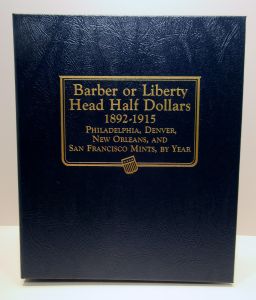 Barber or Liberty
Head Half Dollars
1892-1915
Philadelphia, Denver,
New Orleans, and
San Francisco Mints, by Year